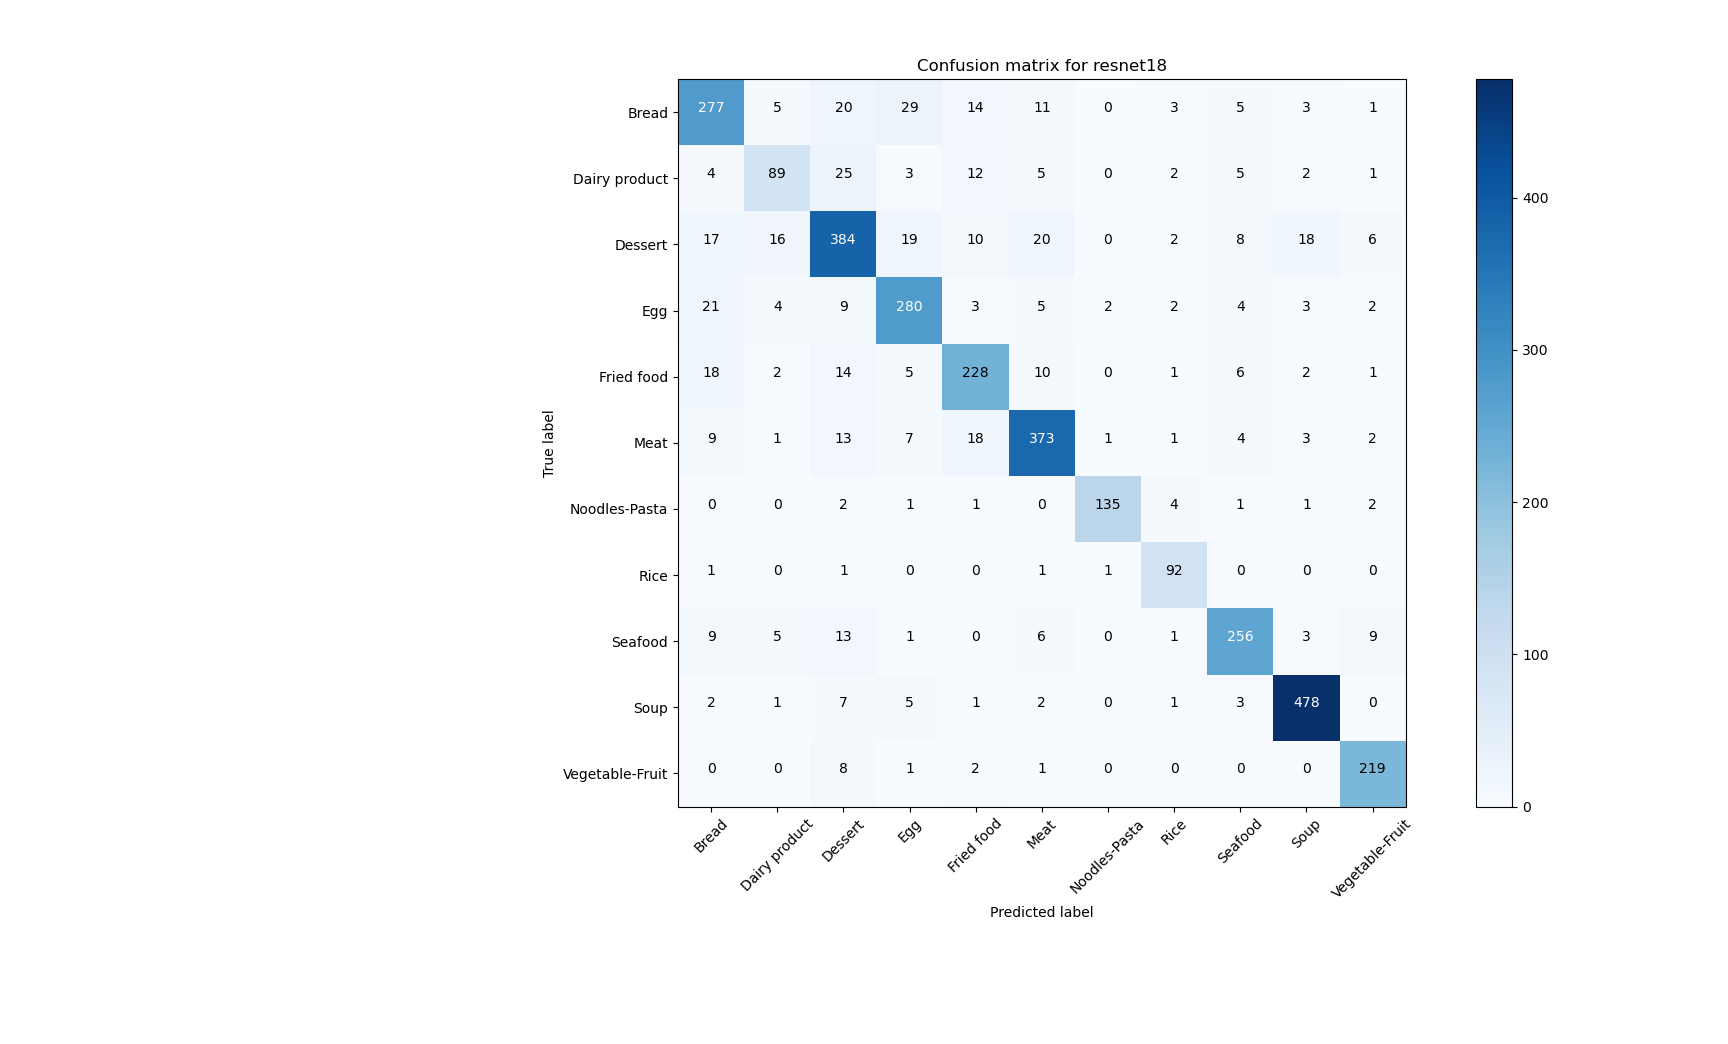 Confusion matrix for resnet18
Bread 277 5 20 29 14 11 0 3 5 3 1
Dairy product 4 89 25 3 12 5 0 2 5 2 1
Dessert 17 16 384 19 10 20 0 2 8 18 6
Egg 21 4 9 280 3 5 2 2 4 3 2
Fried food 18 2 14 5 228 10 0 1 6 2 1
Meat 9 1 13 7 18 373 1 1 4 3 2
Noodles-Pasta 0 0 2 1 1 0 135 4 1 1 2
Rice 1 0 1 0 0 1 1 92 0 0 0
Seafood 9 5 13 1 0 6 0 1 256 3 9
Soup 2 1 7 5 1 2 0 1 3 478 0
Vegetable-Fruit 0 0 8 1 2 1 0 0 0 0 219
True label
Bread Dairy product Dessert Egg Fried food Meat Noodles-Pasta Rice Seafood Soup Vegetable-Fruit
Predicted label
400
300
200
100
0